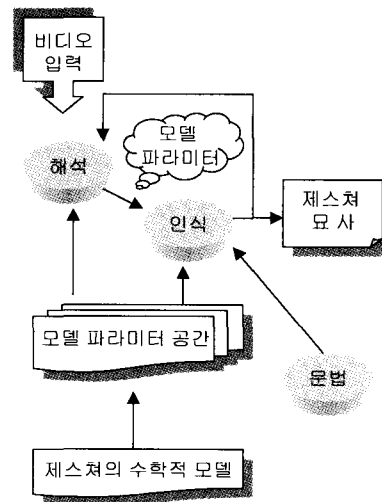 비디오
입력
모델
파라미터
해석
인식
제스쳐
묘 사
모델 파라미터 공간
문법
제스쳐의 수학적 모델